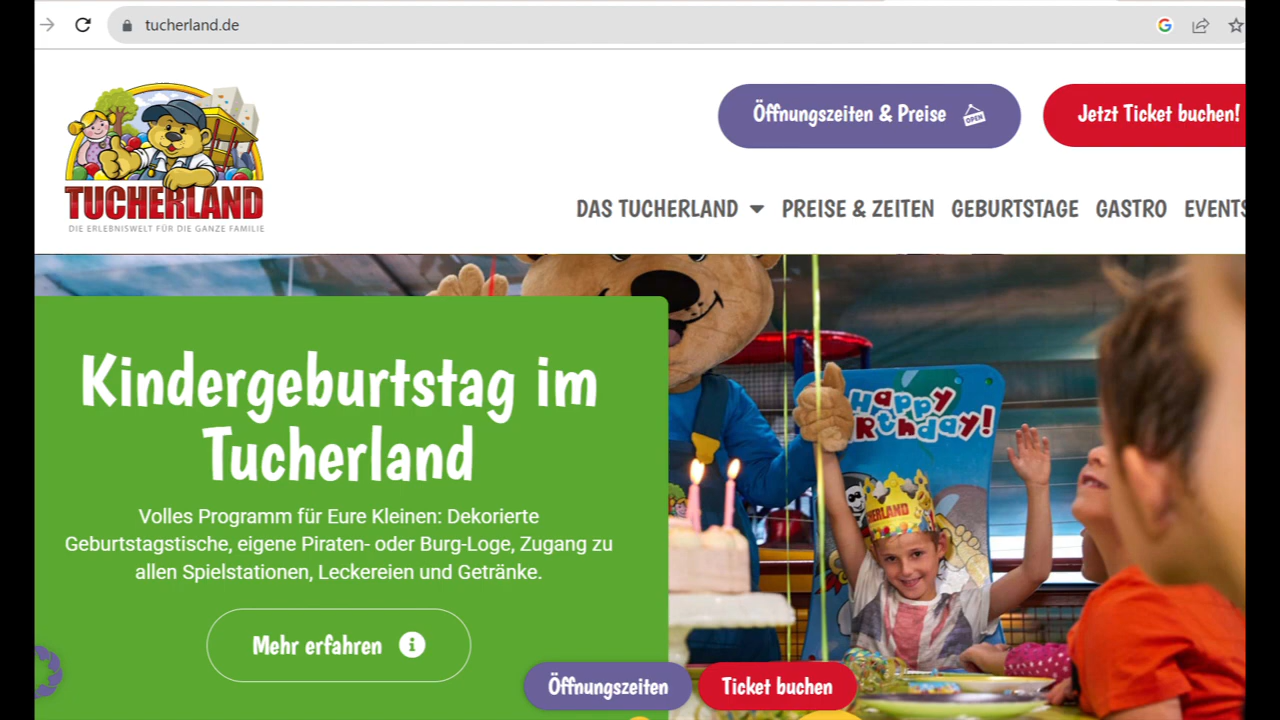 tucherland.de
Öffnungszeiten & Preise
OPEN
Jetzt Ticket buchen!
TUCHERLAND
DIE ERLEBNISWELT FÜR DIE GANZE FAMILIE
DAS TUCHERLAND
PREISE & ZEITEN
GEBURTSTAGE
GASTRO
EVENTS
Kindergeburtstag im
Tucherland
Volles Programm für Eure Kleinen: Dekorierte
Geburtstagstische, eigene Piraten- oder Burg-Loge, Zugang zu
allen Spielstationen, Leckereien und Getränke.
Mehr erfahren
Happy
TUCHERLAND
Öffnungszeiten
Ticket buchen